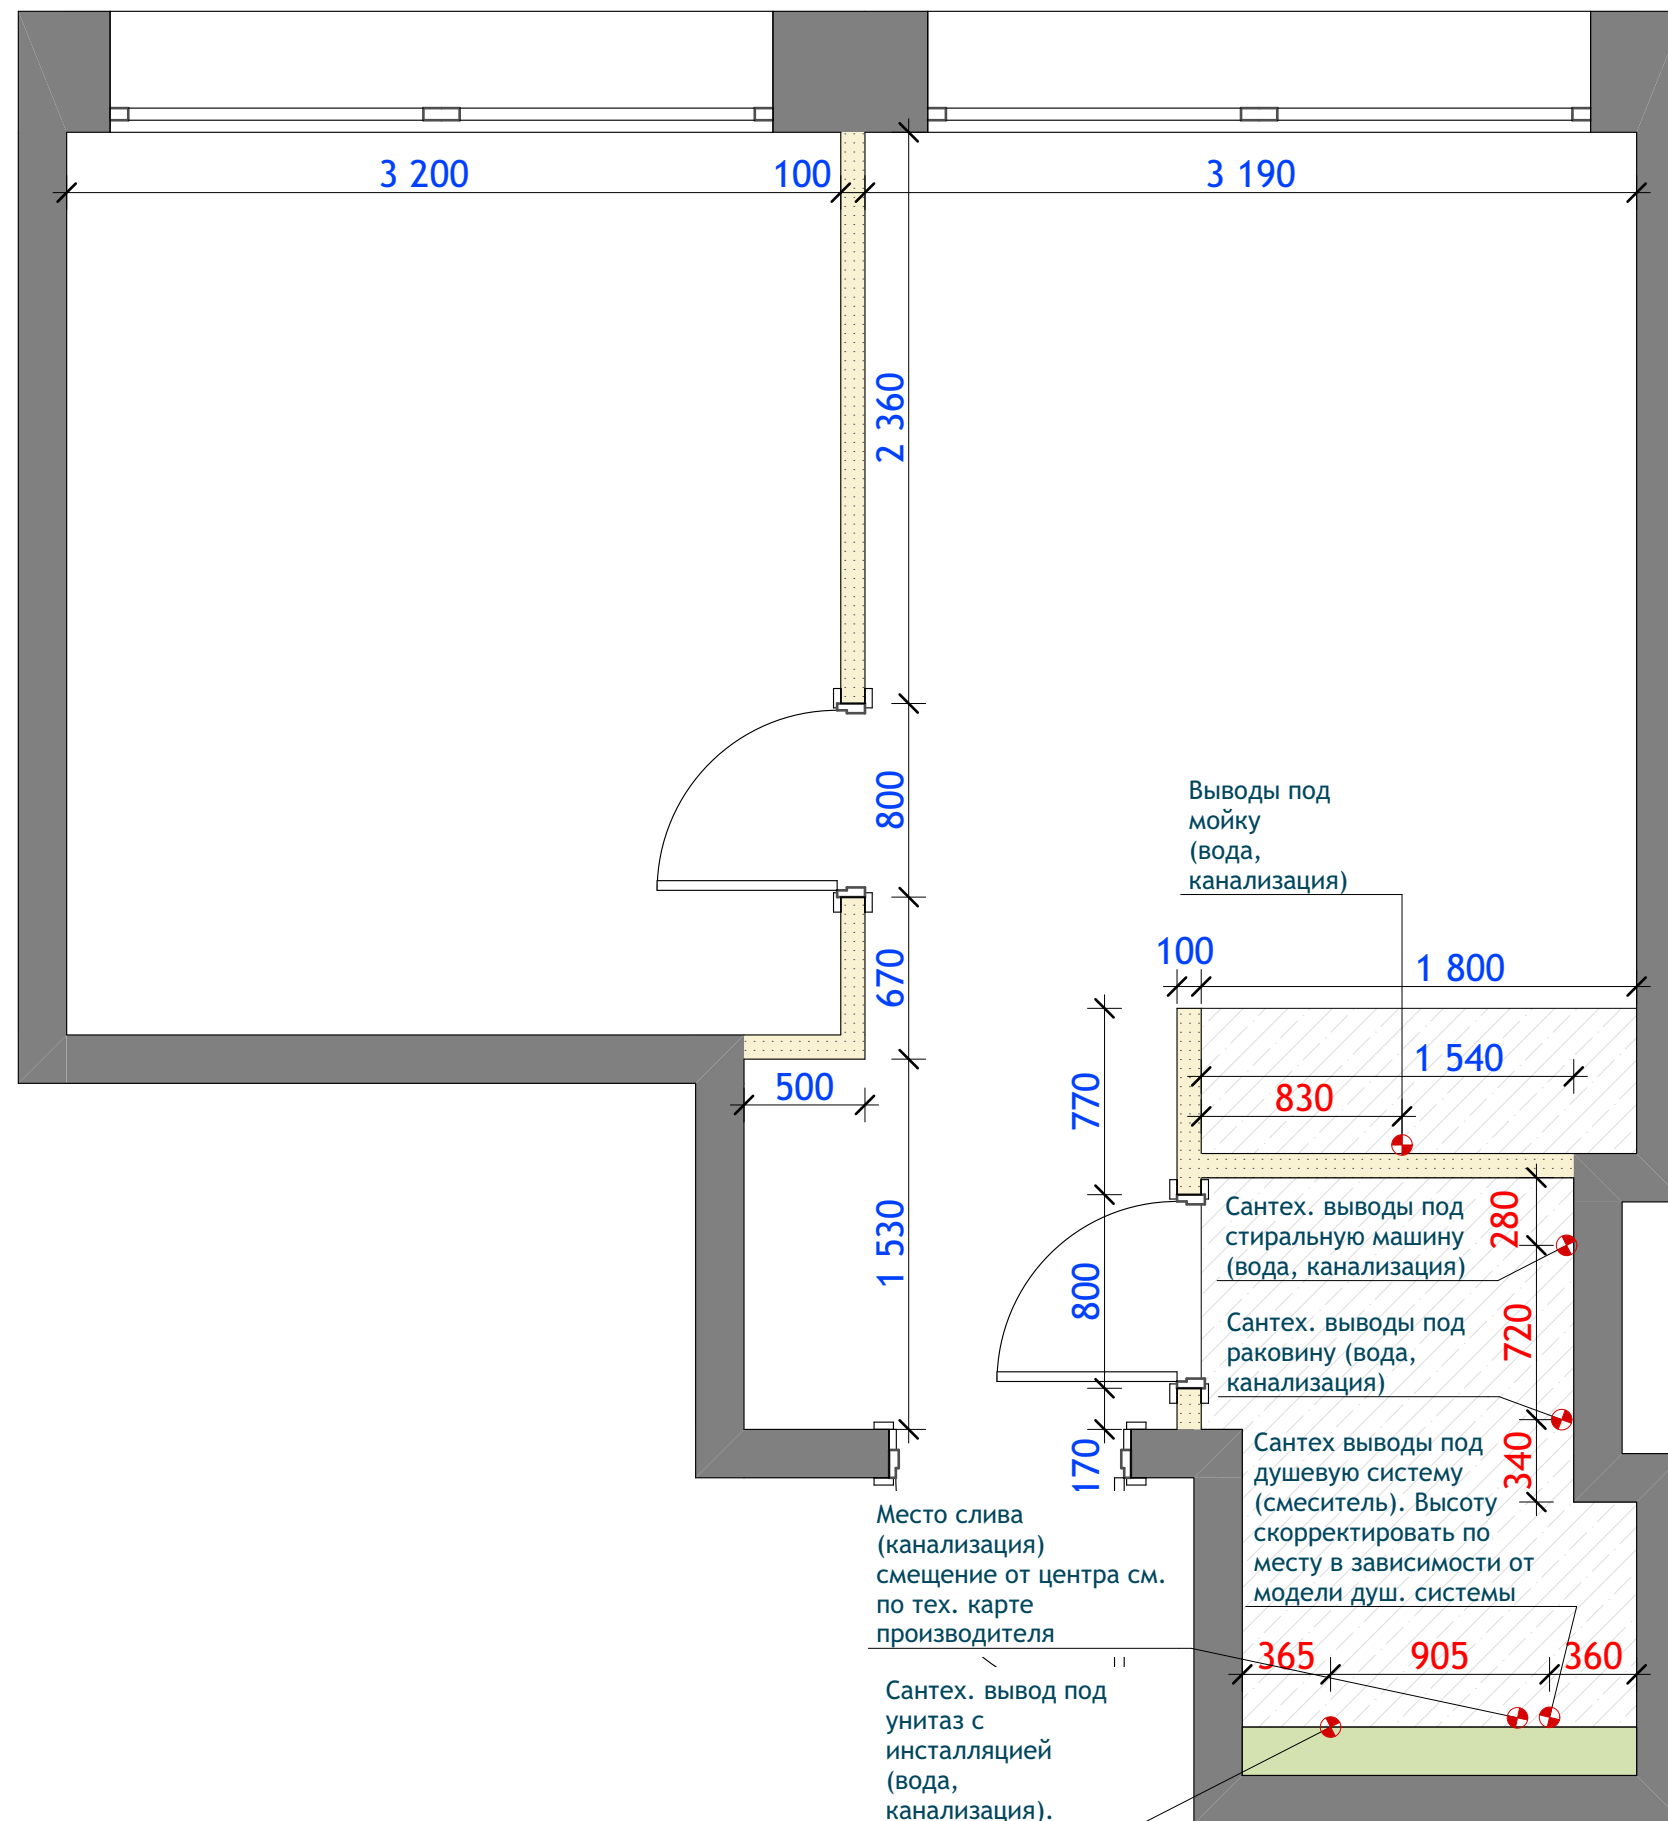 3 200
100
3 190
2 360
800
Выводы под
мойку
(вода,
канализация)
670
100
1 800
1 540
830
500
770
1 530
800
170
Сантех. выводы под
стиральную машину
(вода, канализация)
280
Сантех. выводы под
раковину (вода,
канализация)
720
Сантех выводы под
душевую систему
(смеситель). Высоту
скорректировать по
месту в зависимости от
модели душ. системы
340
Место слива
(канализация)
смещение от центра см.
по тех. карте
производителя
365
905
360
Сантех. вывод под
унитаз с
инсталляцией
(вода,
канализация).